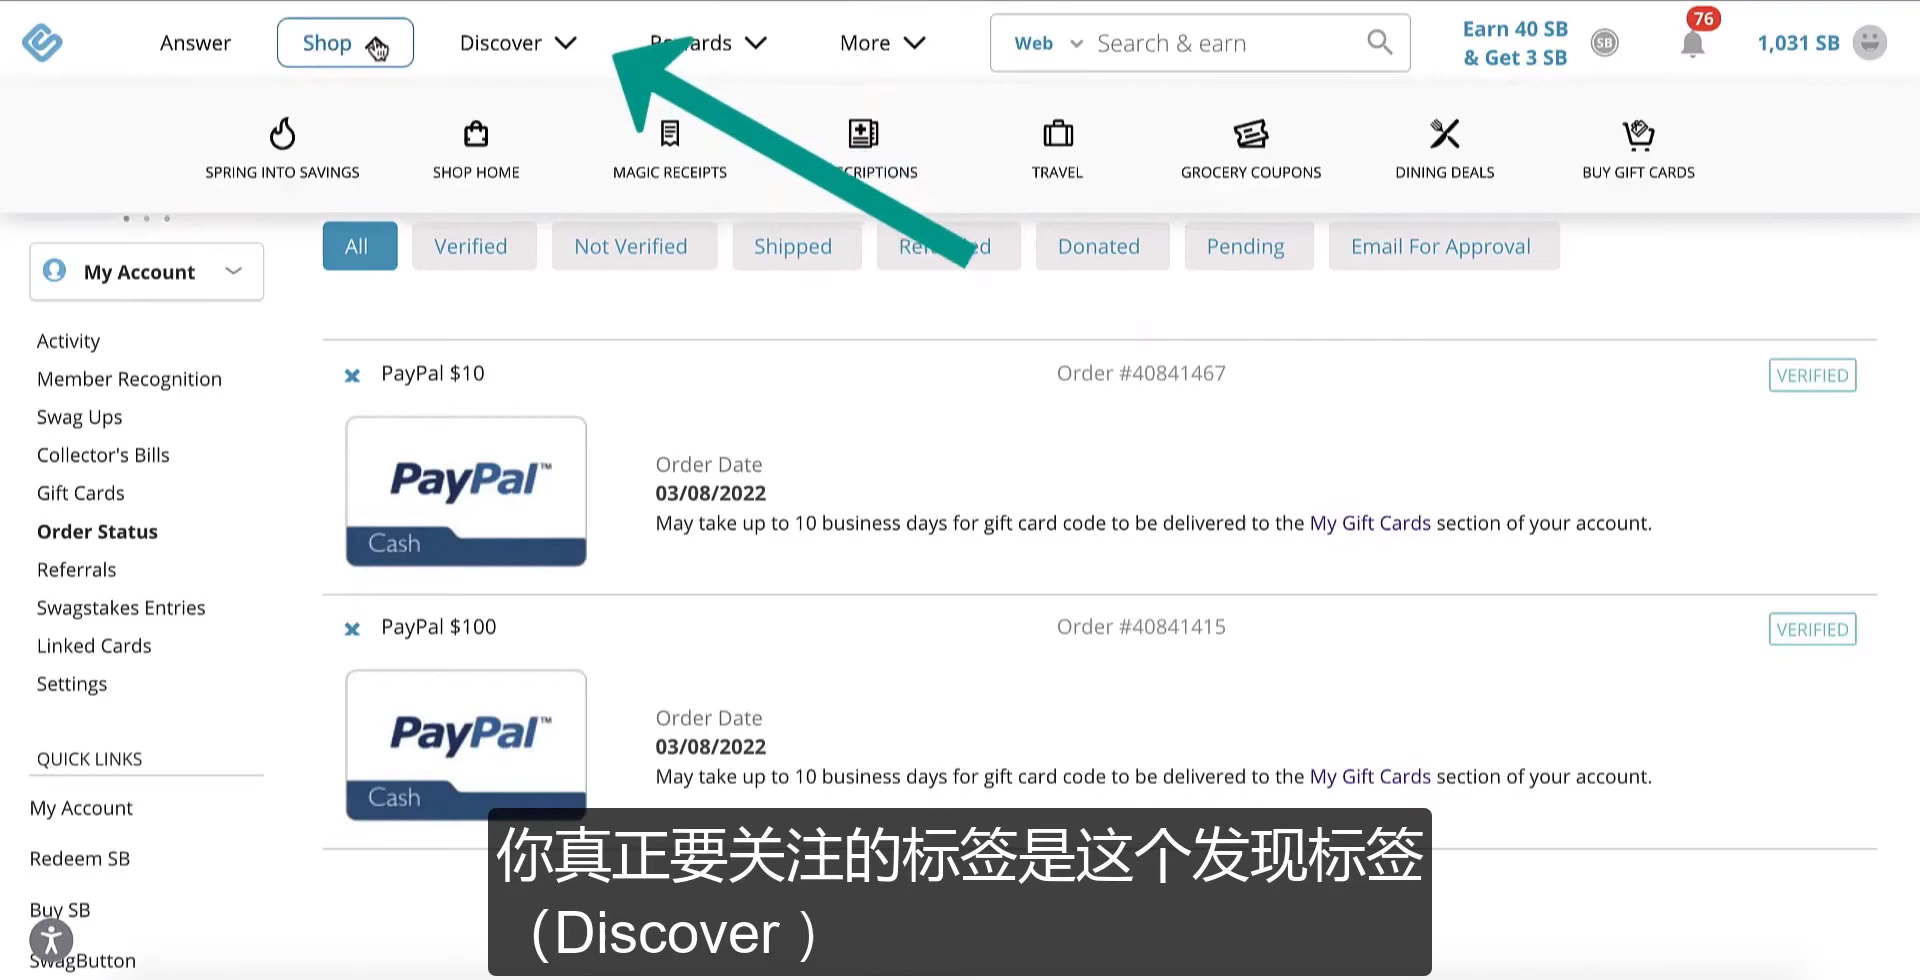 Answer
Shop
Discover
More
Web
Search & earn
Earn 40 SB
& Get 3 SB
SB
76
1,031 SB
SPRING INTO SAVINGS
SHOP HOME
MAGIC RECEIPTS
TRAVEL
GROCERY COUPONS
DINING DEALS
BUY GIFT CARDS
All
Verified
Not Verified
Shipped
Donated
Pending
Email For Approval
My Account
Activity
Member Recognition
Swag Ups
Collector's Bills
Gift Cards
Order Status
Referrals
Swagstakes Entries
Linked Cards
Settings
QUICK LINKS
My Account
Redeem SB
Buy SB
SwagButton
PayPal $10
Order #40841467
VERIFIED
PayPal™
Cash
Order Date
03/08/2022
May take up to 10 business days for gift card code to be delivered to the My Gift Cards section of your account.
PayPal $100
Order #40841415
VERIFIED
PayPal™
Cash
Order Date
03/08/2022
May take up to 10 business days for gift card code to be delivered to the My Gift Cards section of your account.
你真正要关注的标签是这个发现标签
（Discover ）